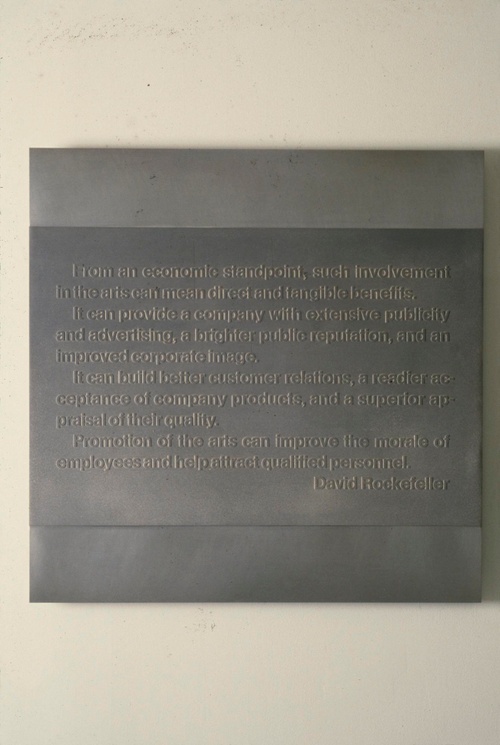 From an economic standpoint, such involvement
in the arts can mean direct and tangible benefits.
It can provide a company with extensive publicity
and advertising, a brighter public reputation, and an
improved corporate image.
It can build better customer relations, a readier ac-
ceptance of company products, and a superior ap-
praisal of their quality.
Promotion of the arts can improve the morale of
employees and help attract qualified personnel.
David Rockefeller